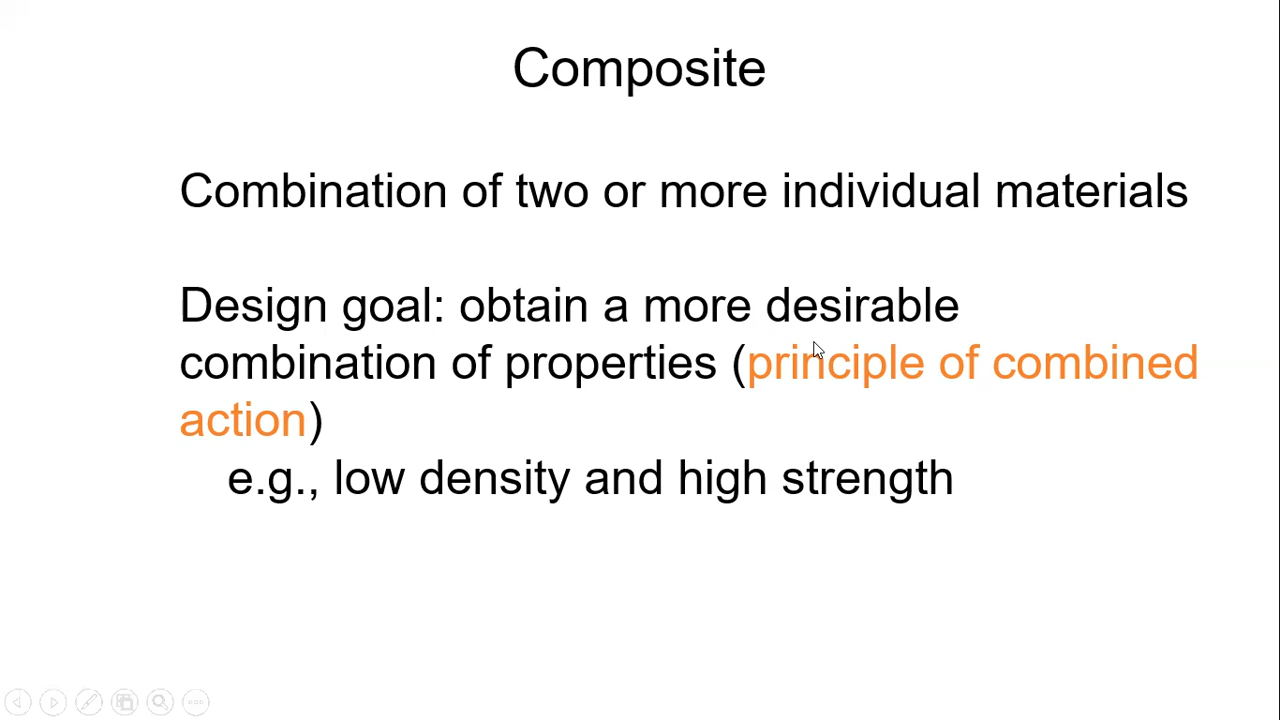 Composite
Combination of two or more individual materials
Design goal: obtain a more desirable
combination of properties (principle of combined
action)
e.g., low density and high strength